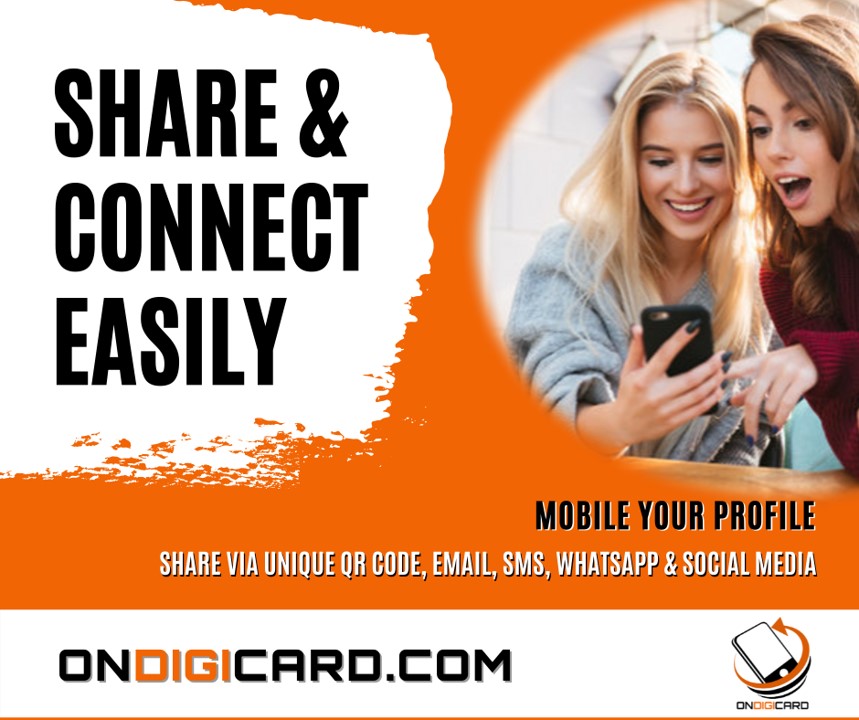 SHARE &
CONNECT
EASILY
MOBILE YOUR PROFILE
SHARE VIA UNIQUE QR CODE, EMAIL, SMS, WHATSAPP & SOCIAL MEDIA
ONDIGICARD.COM
ONDIGICARD